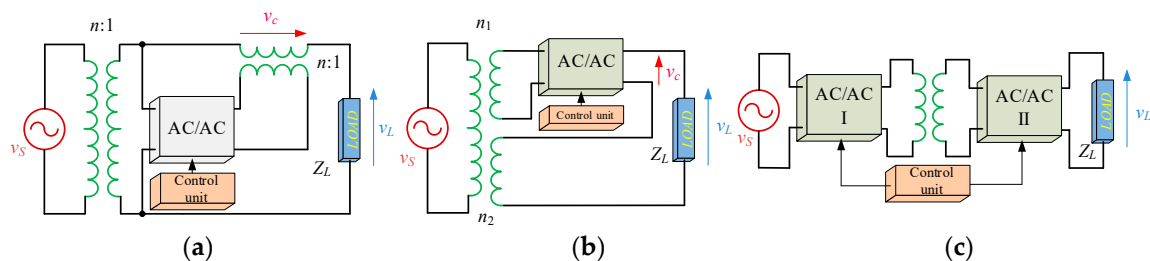 n:1
v_c
n:1
AC/AC
Control
unit
v_S
LOAD
Z_L
v_L
(a)
n_1
AC/AC
v_c
Control unit
v_S
LOAD
Z_L
v_L
n_2
(b)
AC/AC
I
AC/AC
II
v_S
LOAD
Z_L
v_L
Control
unit
(c)